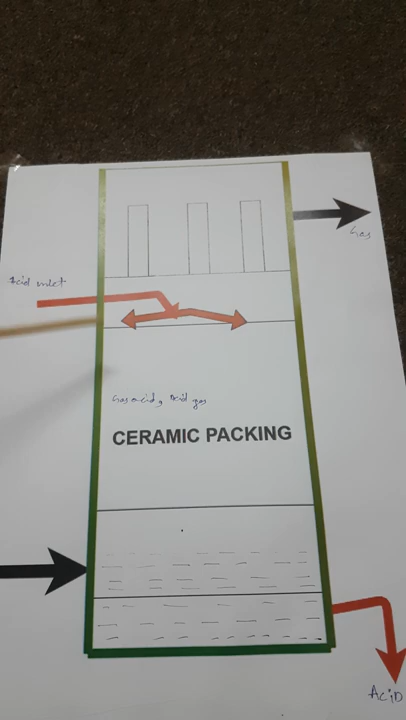 Gas
Acid inlet
Gas acid, Acid gas
CERAMIC PACKING
ACID